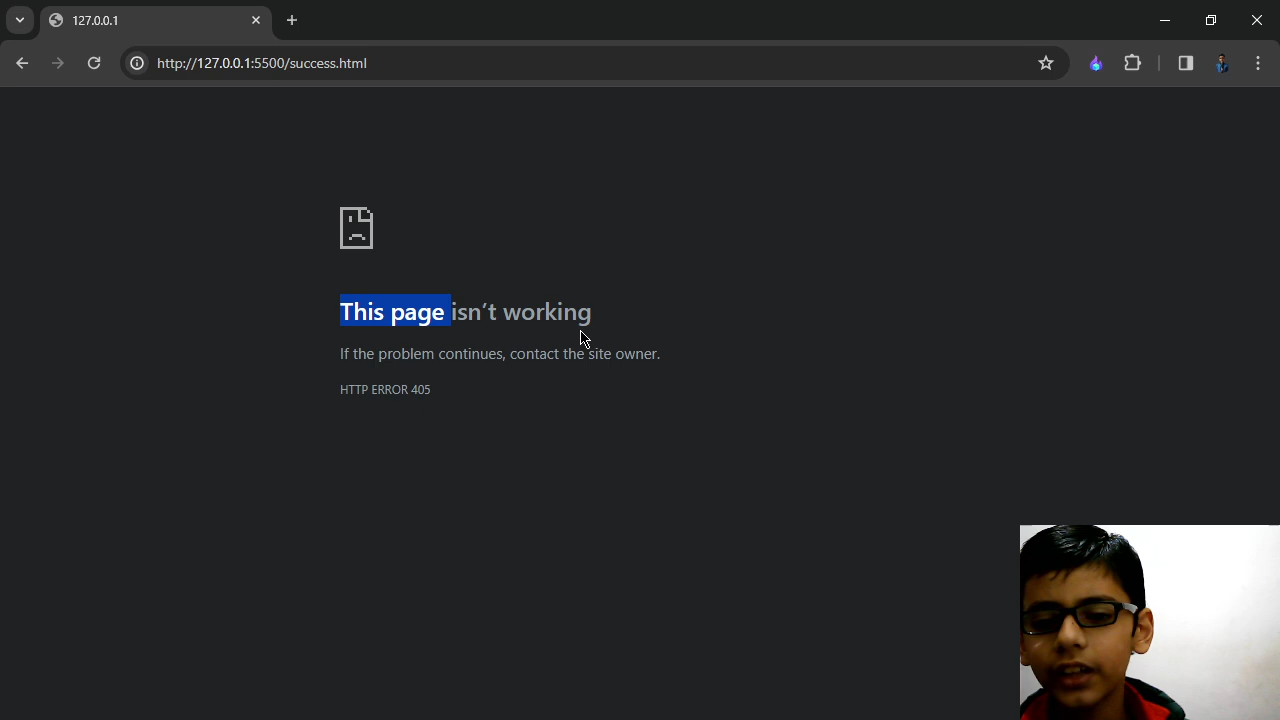 127.0.0.1
http://127.0.0.1:5500/success.html
This page isn’t working
If the problem continues, contact the site owner.
HTTP ERROR 405